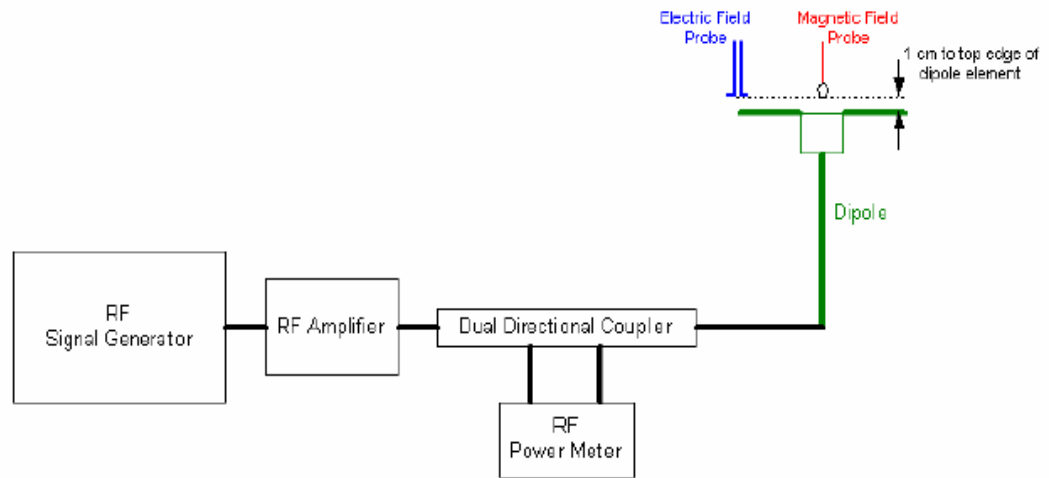 Electric Field
Probe
Magnetic Field
Probe
1 cm to top edge of
dipole element
Dipole
RF
Signal Generator
RF Amplifier
Dual Directional Coupler
RF
Power Meter